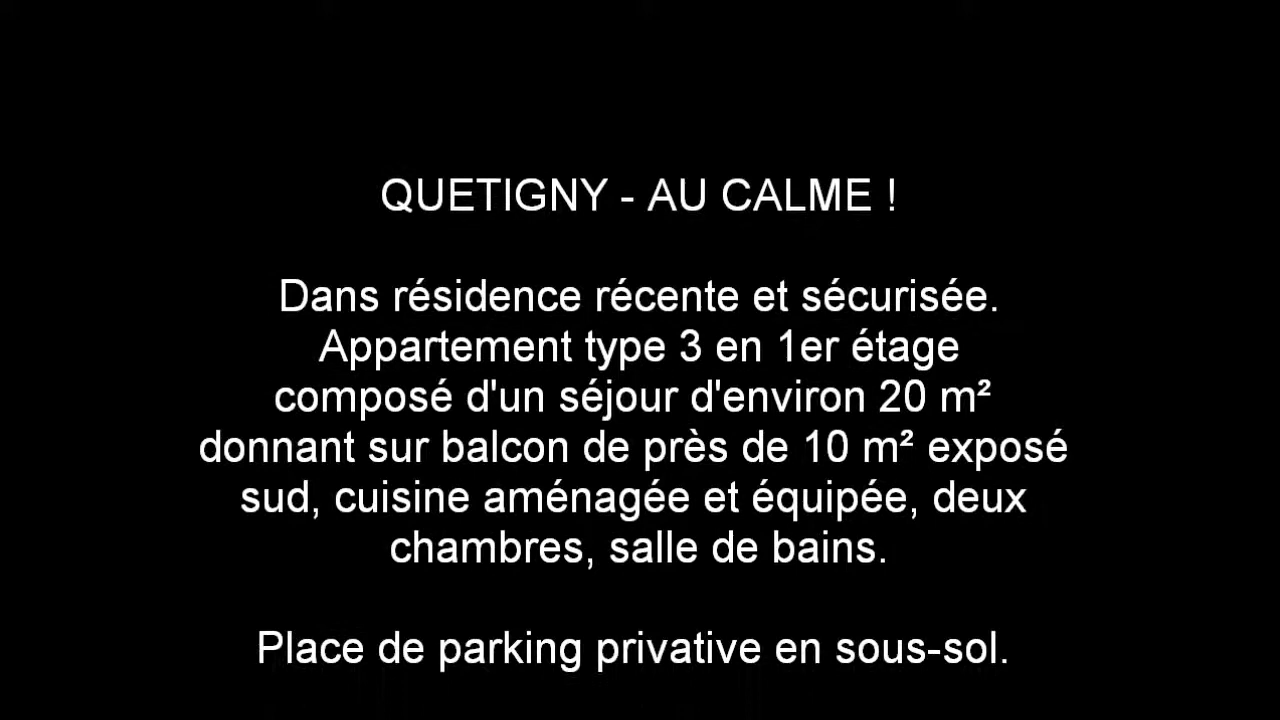 QUETIGNY - AU CALME !
Dans résidence récente et sécurisée.
Appartement type 3 en 1er étage
composé d'un séjour d'environ 20 m²
donnant sur balcon de près de 10 m² exposé
sud, cuisine aménagée et équipée, deux
chambres, salle de bains.
Place de parking privative en sous-sol.